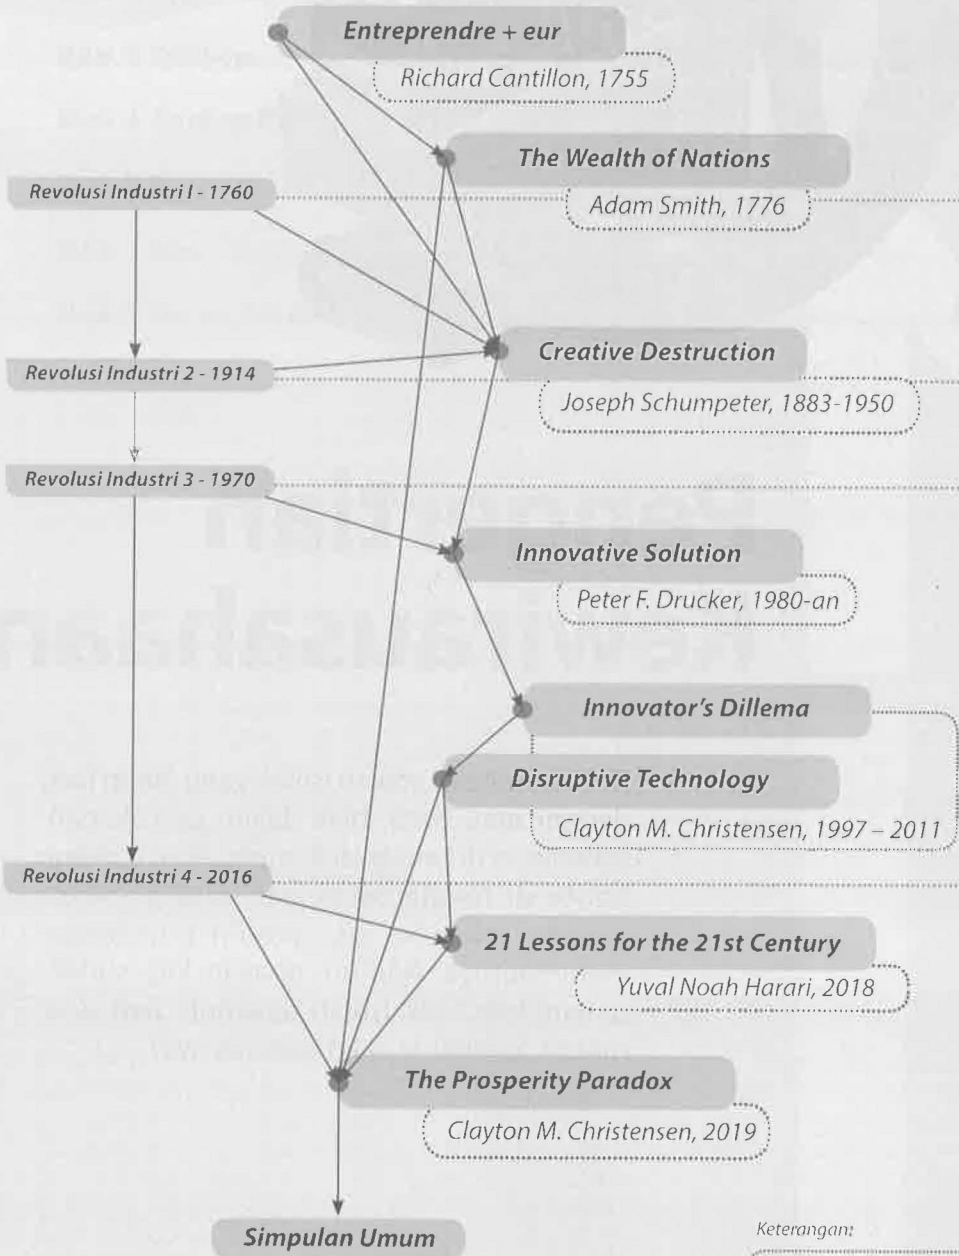 Entreprendre + eur
Richard Cantillon, 1755
The Wealth of Nations
Revolusi Industri I - 1760
Adam Smith, 1776
Creative Destruction
Revolusi Industri 2 - 1914
Joseph Schumpeter, 1883-1950
Revolusi Industri 3 - 1970
Innovative Solution
Peter F. Drucker, 1980-an
Innovator's Dillema
Disruptive Technology
Clayton M. Christensen, 1997 – 2011
Revolusi Industri 4 - 2016
21 Lessons for the 21st Century
Yuval Noah Harari, 2018
The Prosperity Paradox
Clayton M. Christensen, 2019
Simpulan Umum
Keterangan: